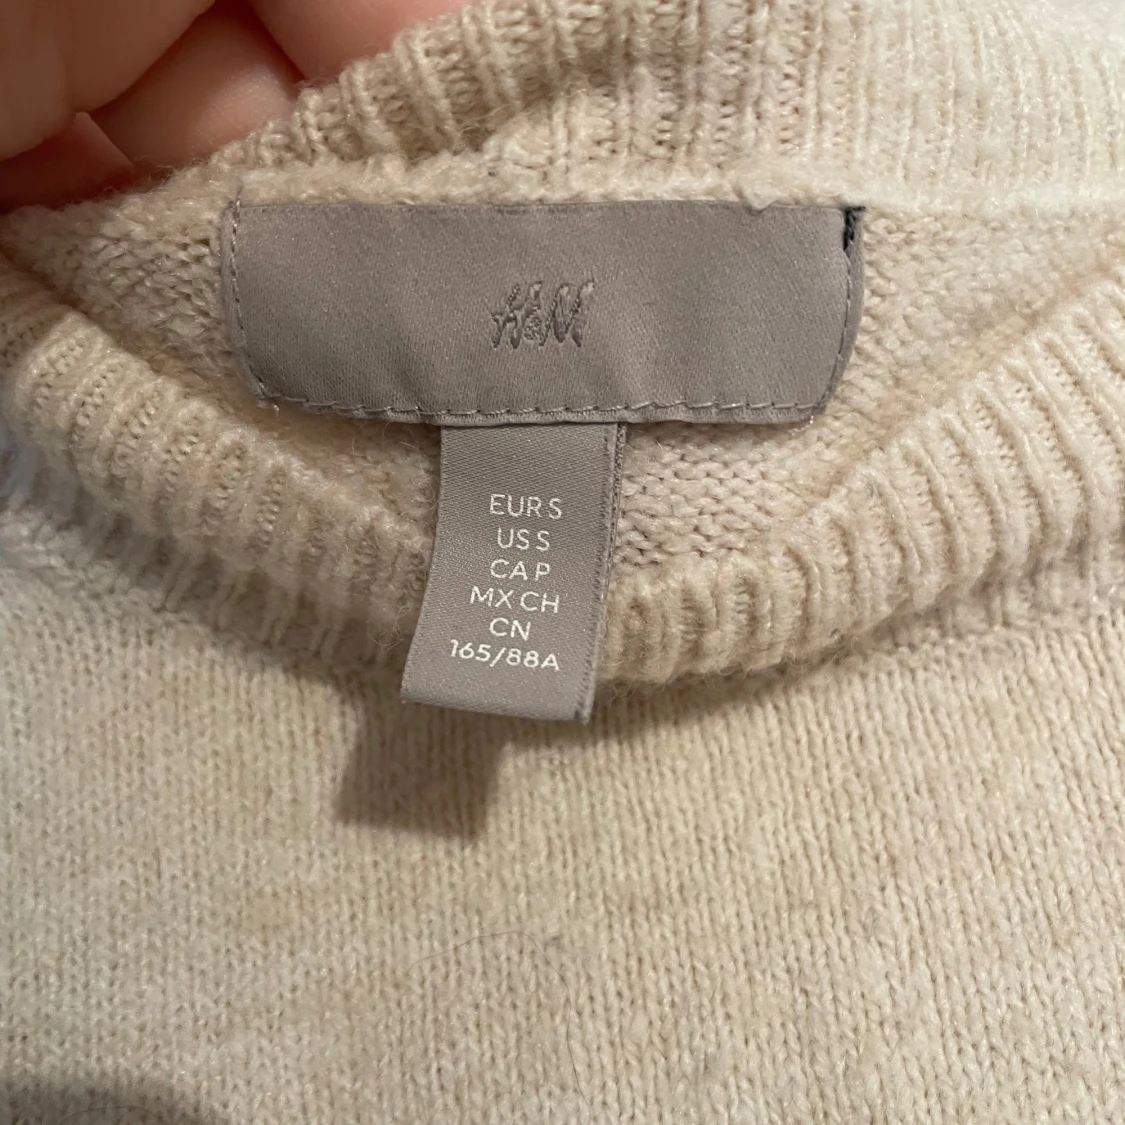 H&M
EUR S
US S
CA P
MX CH
CN
165/88A